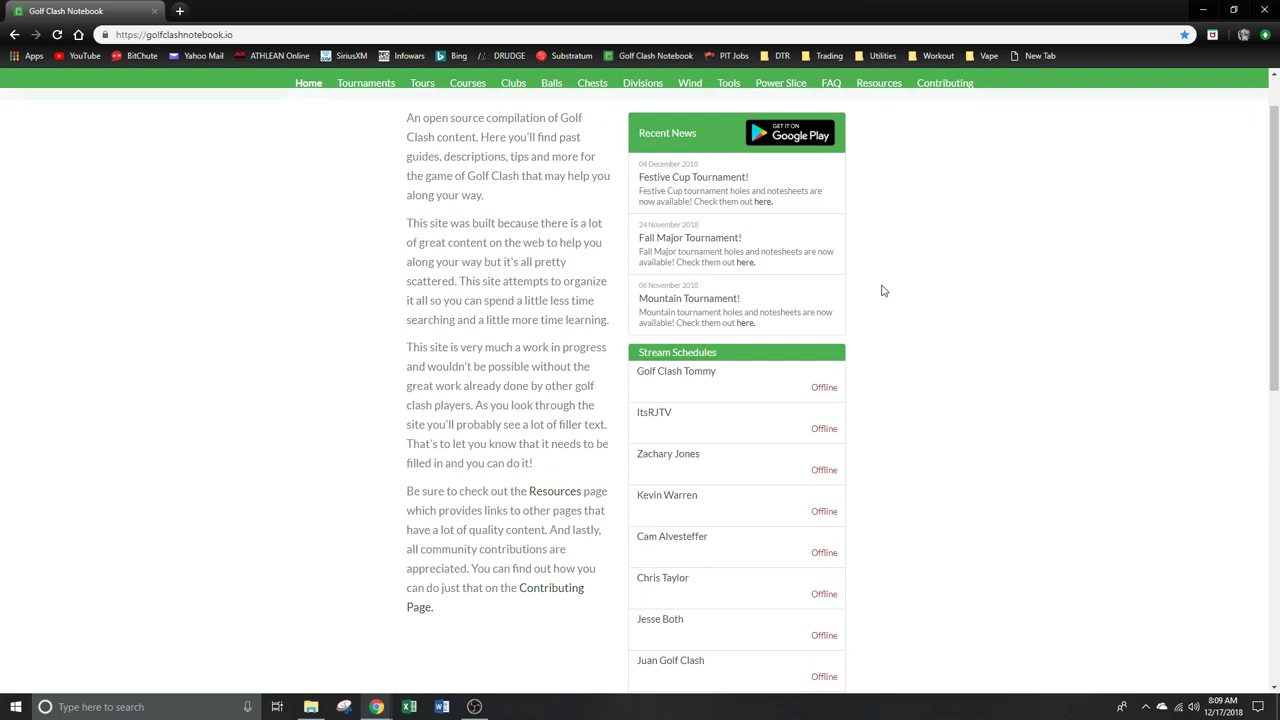 Golf Clash Notebook
https://golfclashnotebook.io
Apps
YouTube
BitChute
Yahoo Mail
ATHLEAN Online
SiriusXM
Infowars
Bing
DRUDGE
Substratum
Golf Clash Notebook
PIT Jobs
DTR
Trading
Utilities
Workout
Vape
New Tab
Home Tournaments Tours Courses Clubs Balls Chests Divisions Wind Tools Power Slice FAQ Resources Contributing
An open source compilation of Golf
Clash content. Here you'll find past
guides, descriptions, tips and more for
the game of Golf Clash that may help you
along your way.
This site was built because there is a lot
of great content on the web to help you
along your way but it's all pretty
scattered. This site attempts to organize
it all so you can spend a little less time
searching and a little more time learning.
This site is very much a work in progress
and wouldn't be possible without the
great work already done by other golf
clash players. As you look through the
site you'll probably see a lot of filler text.
That's to let you know that it needs to be
filled in and you can do it!
Be sure to check out the Resources page
which provides links to other pages that
have a lot of quality content. And lastly,
all community contributions are
appreciated. You can find out how you
can do just that on the Contributing
Page.
Recent News
GET IT ON
Google Play
04 December 2018
Festive Cup Tournament!
Festive Cup tournament holes and notesheets are
now available! Check them out here.
24 November 2018
Fall Major Tournament!
Fall Major tournament holes and notesheets are now
available! Check them out here.
06 November 2018
Mountain Tournament!
Mountain tournament holes and notesheets are now
available! Check them out here.
Stream Schedules
Golf Clash Tommy
Offline
ItsRJTV
Offline
Zachary Jones
Offline
Kevin Warren
Offline
Cam Alvesteffer
Offline
Chris Taylor
Offline
Jesse Both
Offline
Juan Golf Clash
Offline
Type here to search
8:09 AM
12/17/2018